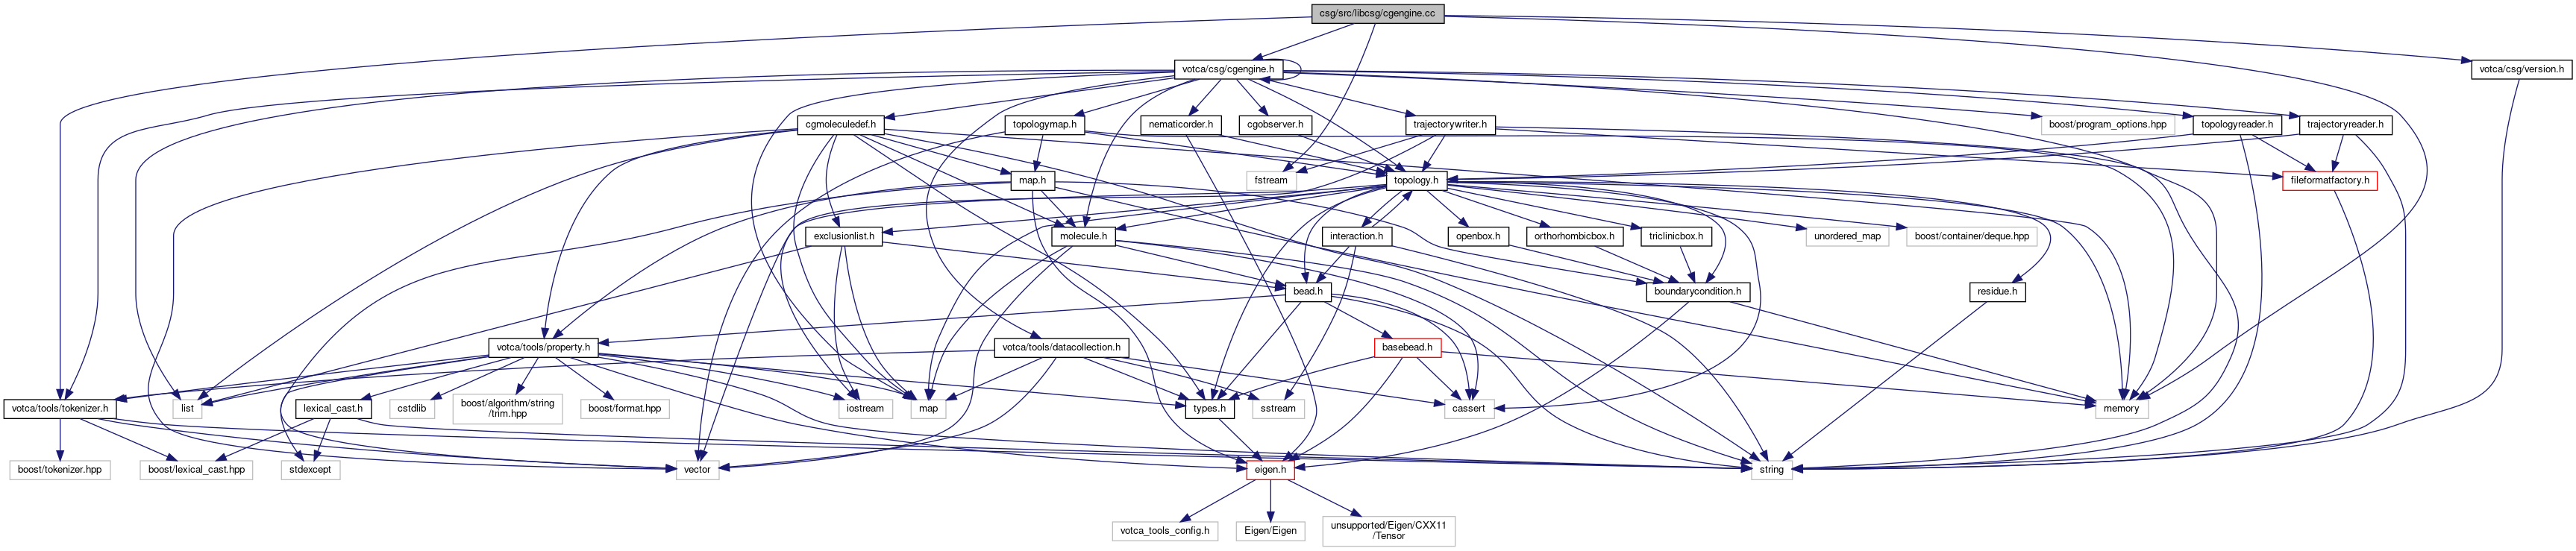 csg/src/libcsg/cgengine.cc
votca/csg/cgengine.h
votca/csg/version.h
cgmoleculedef.h
topologymap.h
nematicorder.h
cgobserver.h
trajectorywriter.h
boost/program_options.hpp
topologyreader.h
trajectoryreader.h
map.h
fstream
topology.h
fileformatfactory.h
exclusionlist.h
molecule.h
interaction.h
openbox.h
orthorhombicbox.h
triclinicbox.h
unordered_map
boost/container/deque.hpp
bead.h
boundarycondition.h
residue.h
votca/tools/property.h
votca/tools/datacollection.h
basebead.h
votca/tools/tokenizer.h
list
lexical_cast.h
cstdlib
boost/algorithm/string
/trim.hpp
boost/format.hpp
iostream
map
types.h
sstream
cassert
memory
boost/tokenizer.hpp
boost/lexical_cast.hpp
stdexcept
vector
eigen.h
string
votca_tools_config.h
Eigen/Eigen
unsupported/Eigen/CXX11
/Tensor